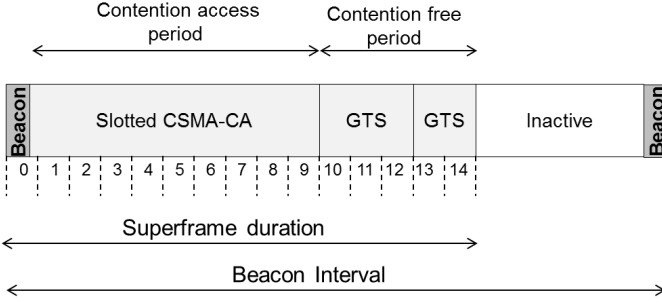 Contention access
period
Contention free
period
Beacon
Slotted CSMA-CA
GTS
GTS
Inactive
Beacon
0 1 2 3 4 5 6 7 8 9 10 11 12 13 14
Superframe duration
Beacon Interval